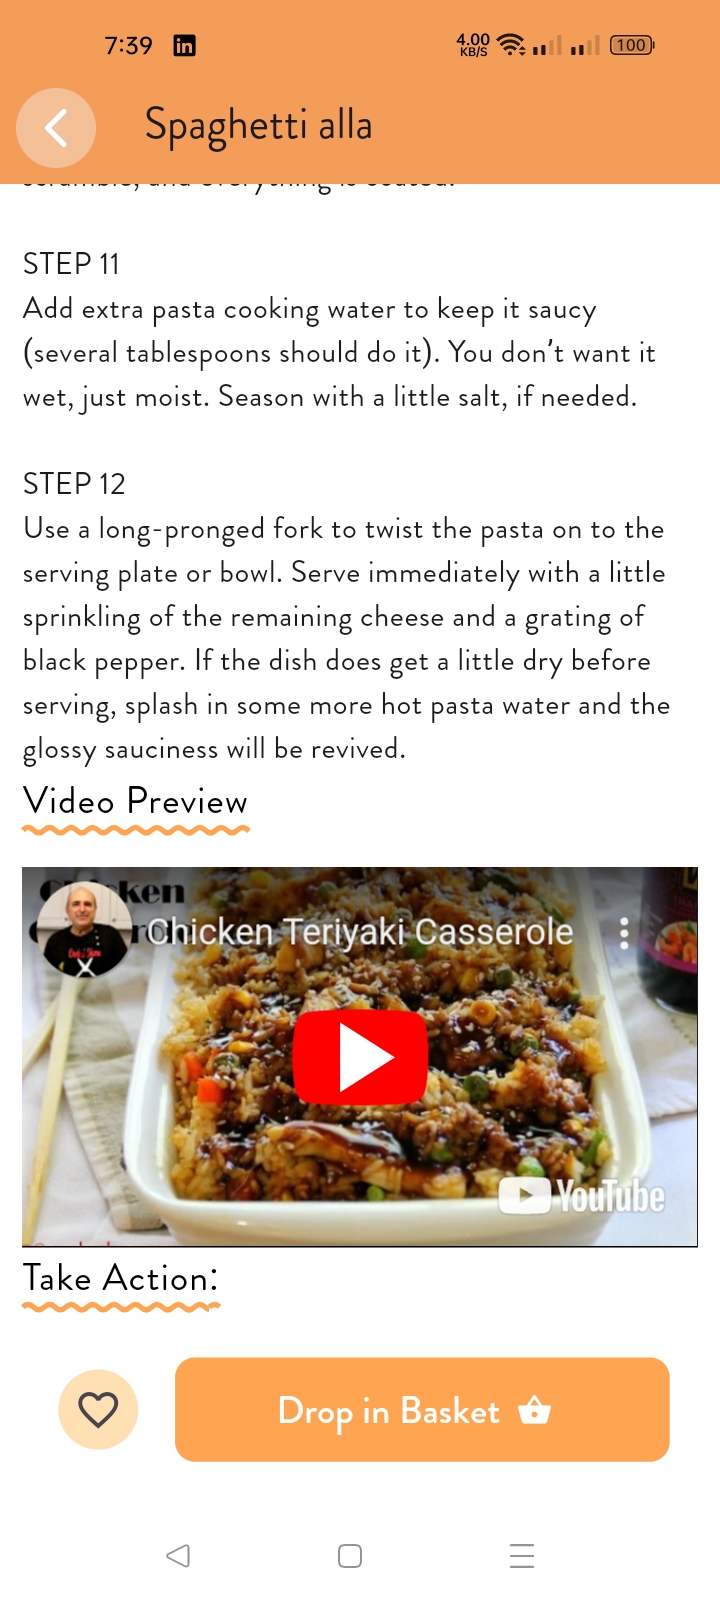 7:39 in 4.00 KB/S 100
Spaghetti alla
STEP 11
Add extra pasta cooking water to keep it saucy
(several tablespoons should do it). You don’t want it
wet, just moist. Season with a little salt, if needed.
STEP 12
Use a long-pronged fork to twist the pasta on to the
serving plate or bowl. Serve immediately with a little
sprinkling of the remaining cheese and a grating of
black pepper. If the dish does get a little dry before
serving, splash in some more hot pasta water and the
glossy sauciness will be revived.
Video Preview
Chicken Teriyaki Casserole
YouTube
Take Action:
Drop in Basket